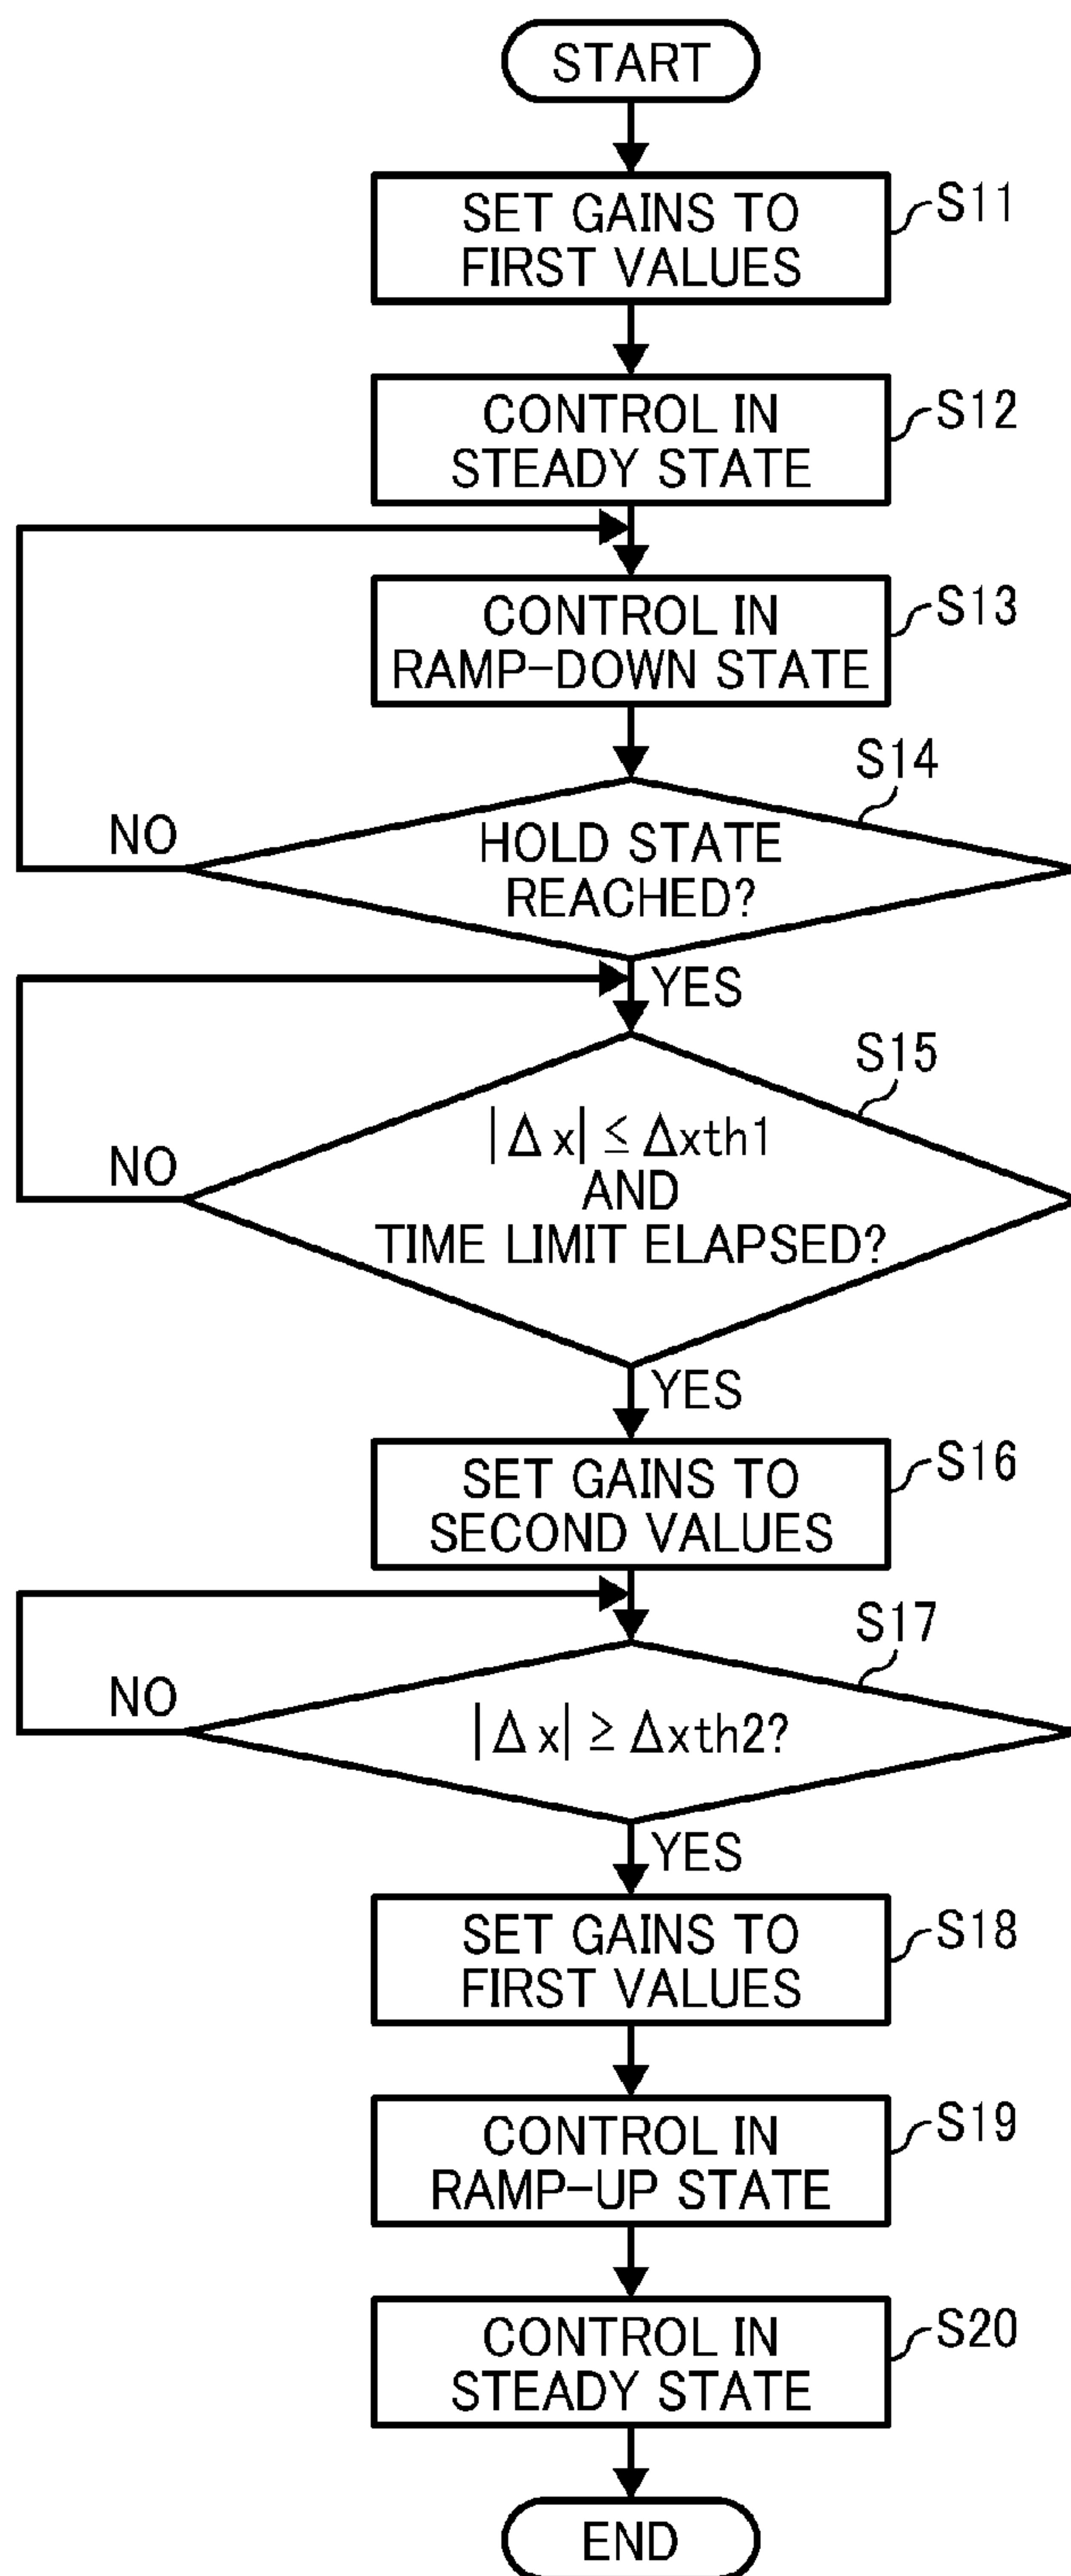 START
SET GAINS TO
FIRST VALUES
S11
CONTROL IN
STEADY STATE
S12
CONTROL IN
RAMP-DOWN STATE
S13
S14
HOLD STATE
REACHED?
NO
YES
S15
|Δx| ≤ Δxth1
AND
TIME LIMIT ELAPSED?
NO
YES
SET GAINS TO
SECOND VALUES
S16
S17
|Δx| ≥ Δxth2?
NO
YES
SET GAINS TO
FIRST VALUES
S18
CONTROL IN
RAMP-UP STATE
S19
CONTROL IN
STEADY STATE
S20
END